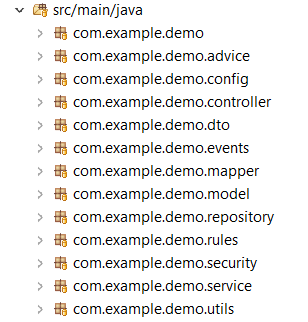 src/main/java
com.example.demo
com.example.demo.advice
com.example.demo.config
com.example.demo.controller
com.example.demo.dto
com.example.demo.events
com.example.demo.mapper
com.example.demo.model
com.example.demo.repository
com.example.demo.rules
com.example.demo.security
com.example.demo.service
com.example.demo.utils